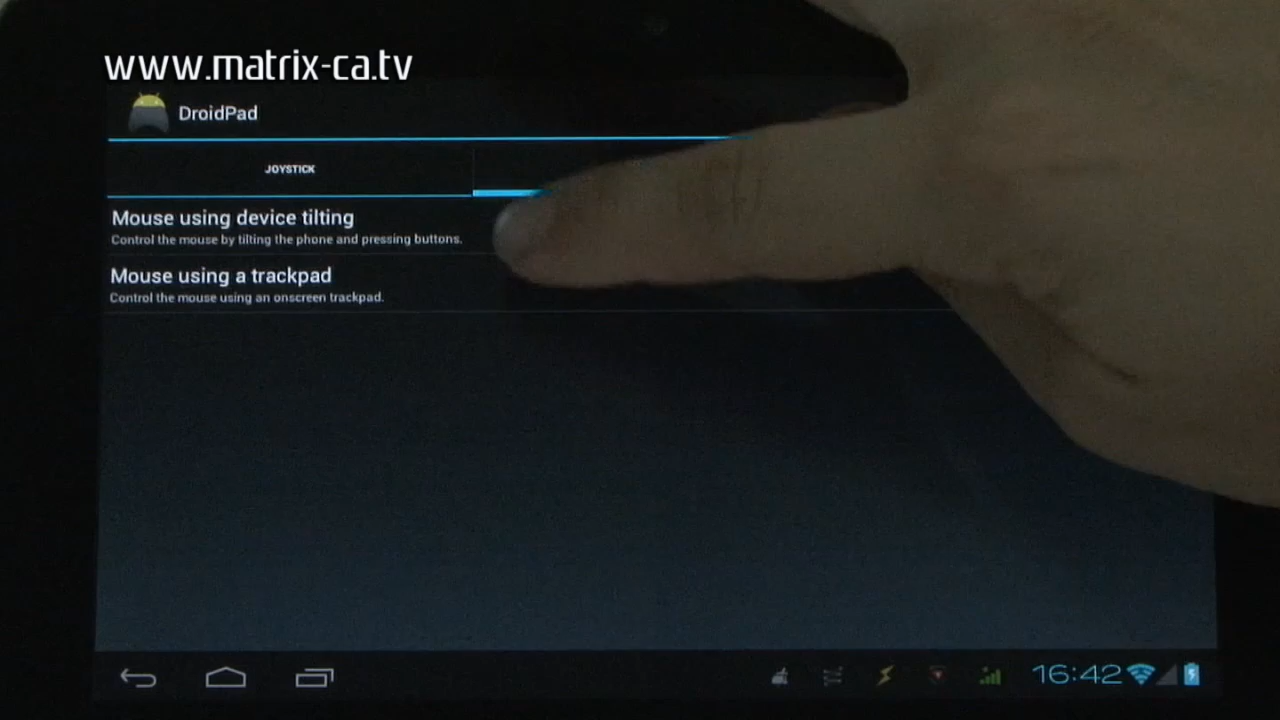 www.matrix-ca.tv
DroidPad
JOYSTICK
Mouse using device tilting
Control the mouse by tilting the phone and pressing buttons.
Mouse using a trackpad
Control the mouse using an onscreen trackpad.
16:42